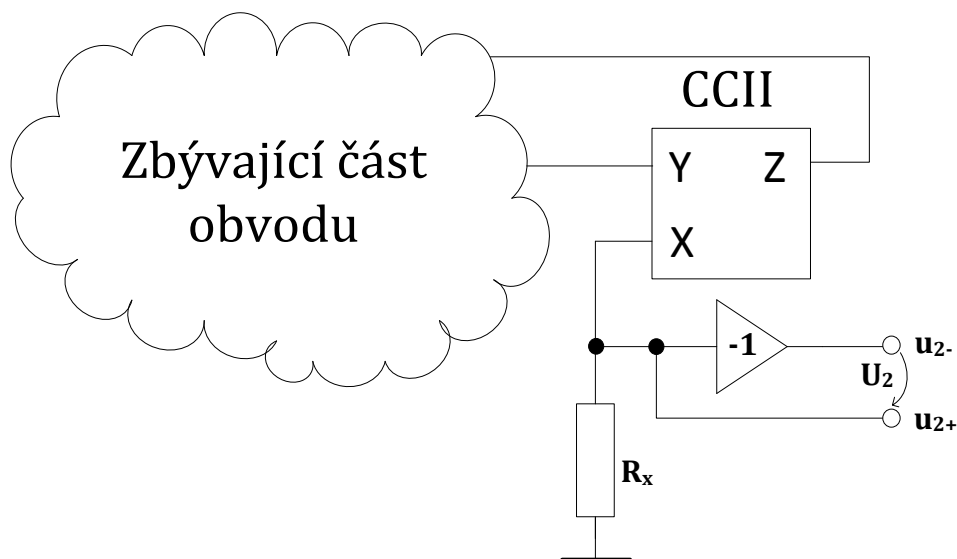 CCII
Zbývající část
obvodu
Y Z
X
-1
u₂₋
U₂
u₂₊
Rₓ